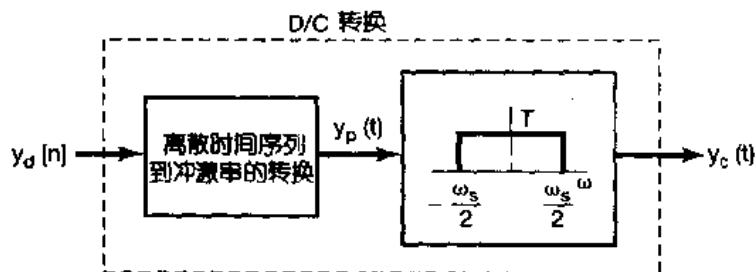 D/C 转换
y_d [n]
离散时间序列
到冲激串的转换
y_p (t)
T
- ω_s/2
ω_s/2
ω
y_c (t)